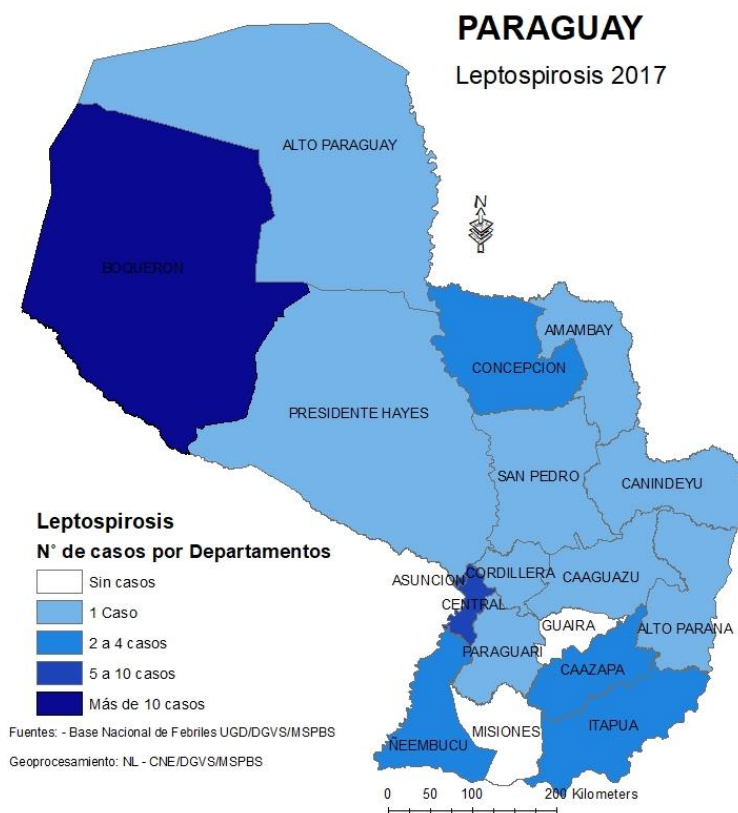 PARAGUAY
Leptospirosis 2017
ALTO PARAGUAY
N
BOQUERON
AMAMBAY
CONCEPCION
PRESIDENTE HAYES
SAN PEDRO
CANINDEYU
Leptospirosis
N° de casos por Departamentos
Sin casos
1 Caso
2 a 4 casos
5 a 10 casos
Más de 10 casos
ASUNCION
CORDILLERA
CAAGUAZU
CENTRAL
GUAIRA
ALTO PARANA
PARAGUARI
CAAZAPA
MISIONES
ITAPUA
ÑEEMBUCU
Fuentes: - Base Nacional de Febriles UGD/DGVS/MSPBS
Geoprocesamiento: NL - CNE/DGVS/MSPBS
0 50 100 200 Kilometers